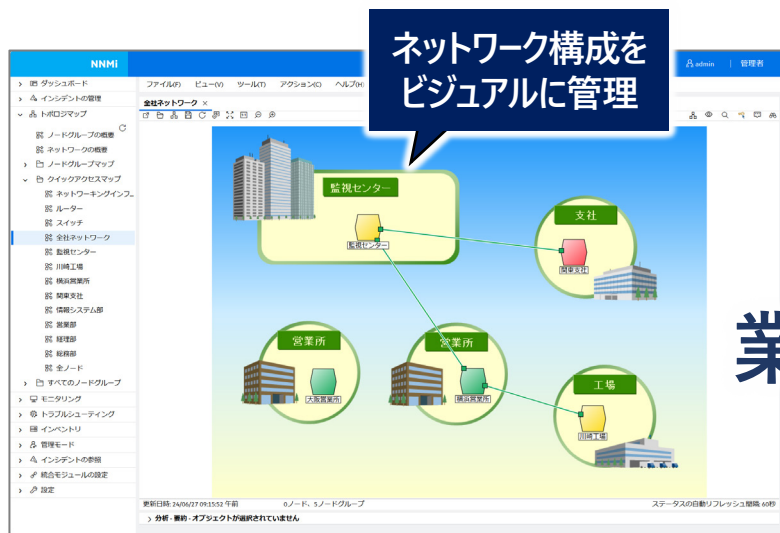 ネットワーク構成を
ビジュアルに管理
NNMi
admin | 管理者
ファイル(F) ビュー(V) ツール(T) アクション(C) ヘルプ(H)
全社ネットワーク ×
ダッシュボード
インシデントの管理
トポロジマップ
ノードグループの概要
ネットワークの概要
ノードグループマップ
クイックアクセスマップ
ネットワーキングインフ...
ルーター
スイッチ
全社ネットワーク
監視センター
川崎工場
横浜営業所
関東支社
情報システム部
営業部
経理部
総務部
全ノード
すべてのノードグループ
モニタリング
トラブルシューティング
インベントリ
管理モード
インシデントの参照
統合モジュールの設定
設定
監視センター
監視センター
支社
関東支社
営業所
大阪営業所
営業所
横浜営業所
工場
川崎工場
業
更新日時: 24/06/27 09:15:52 午前 0ノード、5ノードグループ ステータスの自動リフレッシュ間隔: 60秒
分析 - 要約 - オブジェクトが選択されていません